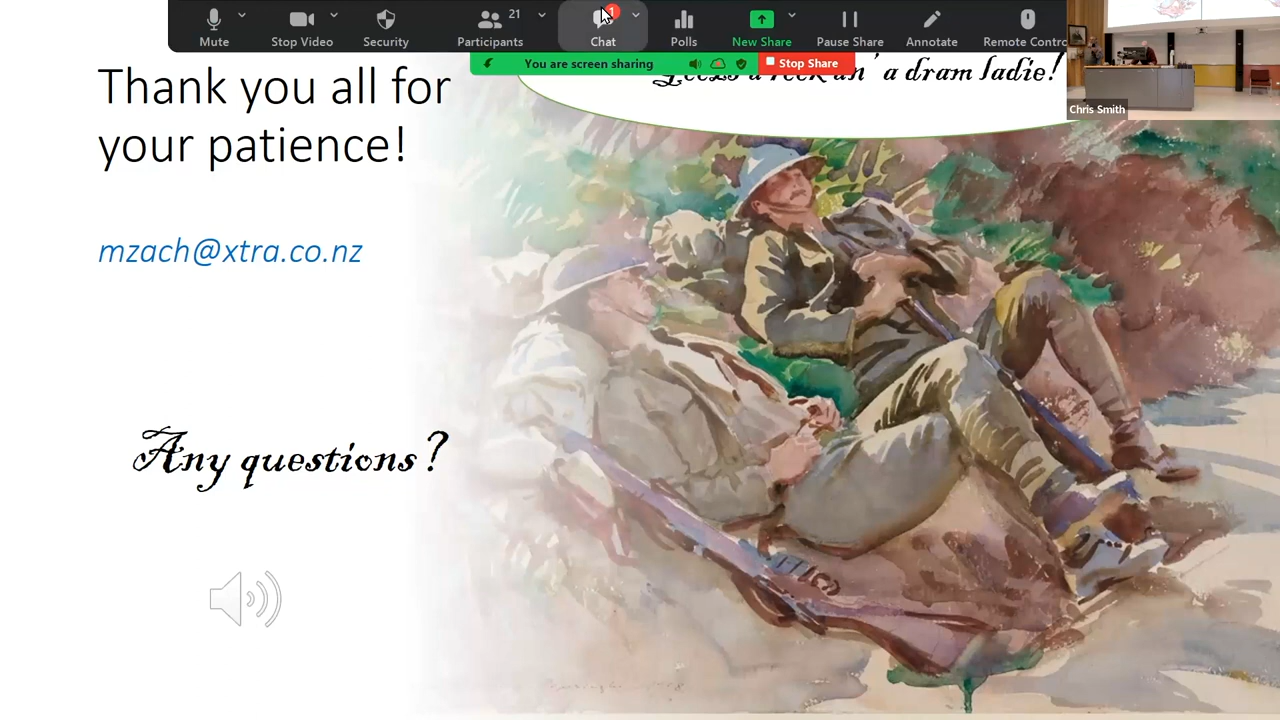 Mute
Stop Video
Security
21
Participants
1
Chat
Polls
New Share
Pause Share
Annotate
Remote Contro
You are screen sharing
Stop Share
Chris Smith
a dram ladie!
Thank you all for
your patience!
mzach@xtra.co.nz
Any questions?